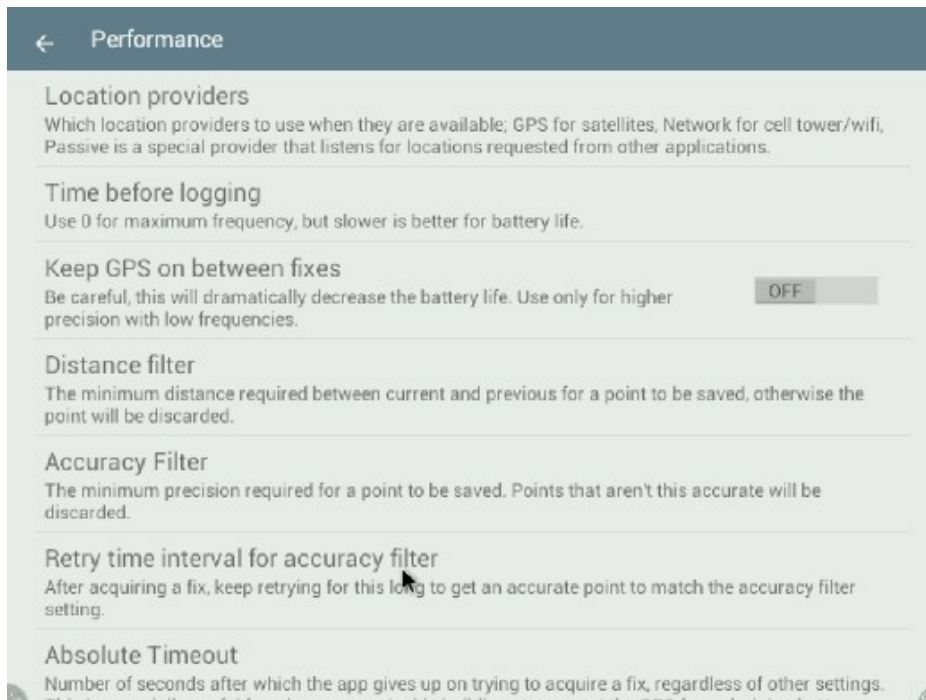 Performance
Location providers
Which location providers to use when they are available; GPS for satellites, Network for cell tower/wifi,
Passive is a special provider that listens for locations requested from other applications.
Time before logging
Use 0 for maximum frequency, but slower is better for battery life.
Keep GPS on between fixes
Be careful, this will dramatically decrease the battery life. Use only for higher
precision with low frequencies.
OFF
Distance filter
The minimum distance required between current and previous for a point to be saved, otherwise the
point will be discarded.
Accuracy Filter
The minimum precision required for a point to be saved. Points that aren't this accurate will be
discarded.
Retry time interval for accuracy filter
After acquiring a fix, keep retrying for this long to get an accurate point to match the accuracy filter
setting.
Absolute Timeout
Number of seconds after which the app gives up on trying to acquire a fix, regardless of other settings.